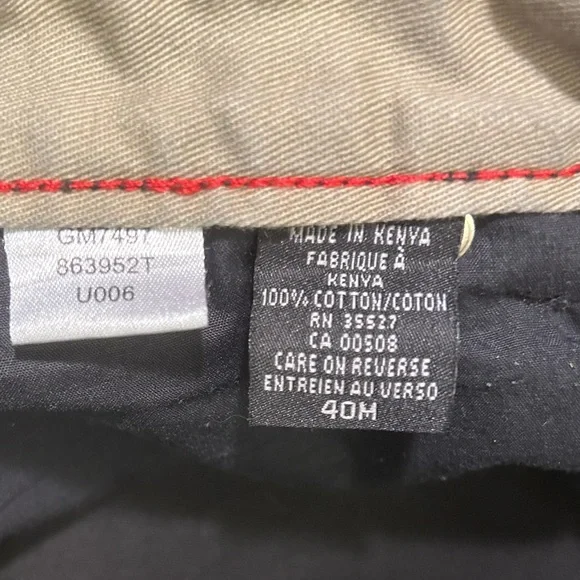 GM7491
863952T
U006
MADE IN KENYA
FABRIQUE À
KENYA
100% COTTON/COTON
RN 35527
CA 00508
CARE ON REVERSE
ENTREIEN AU VERSO
40M